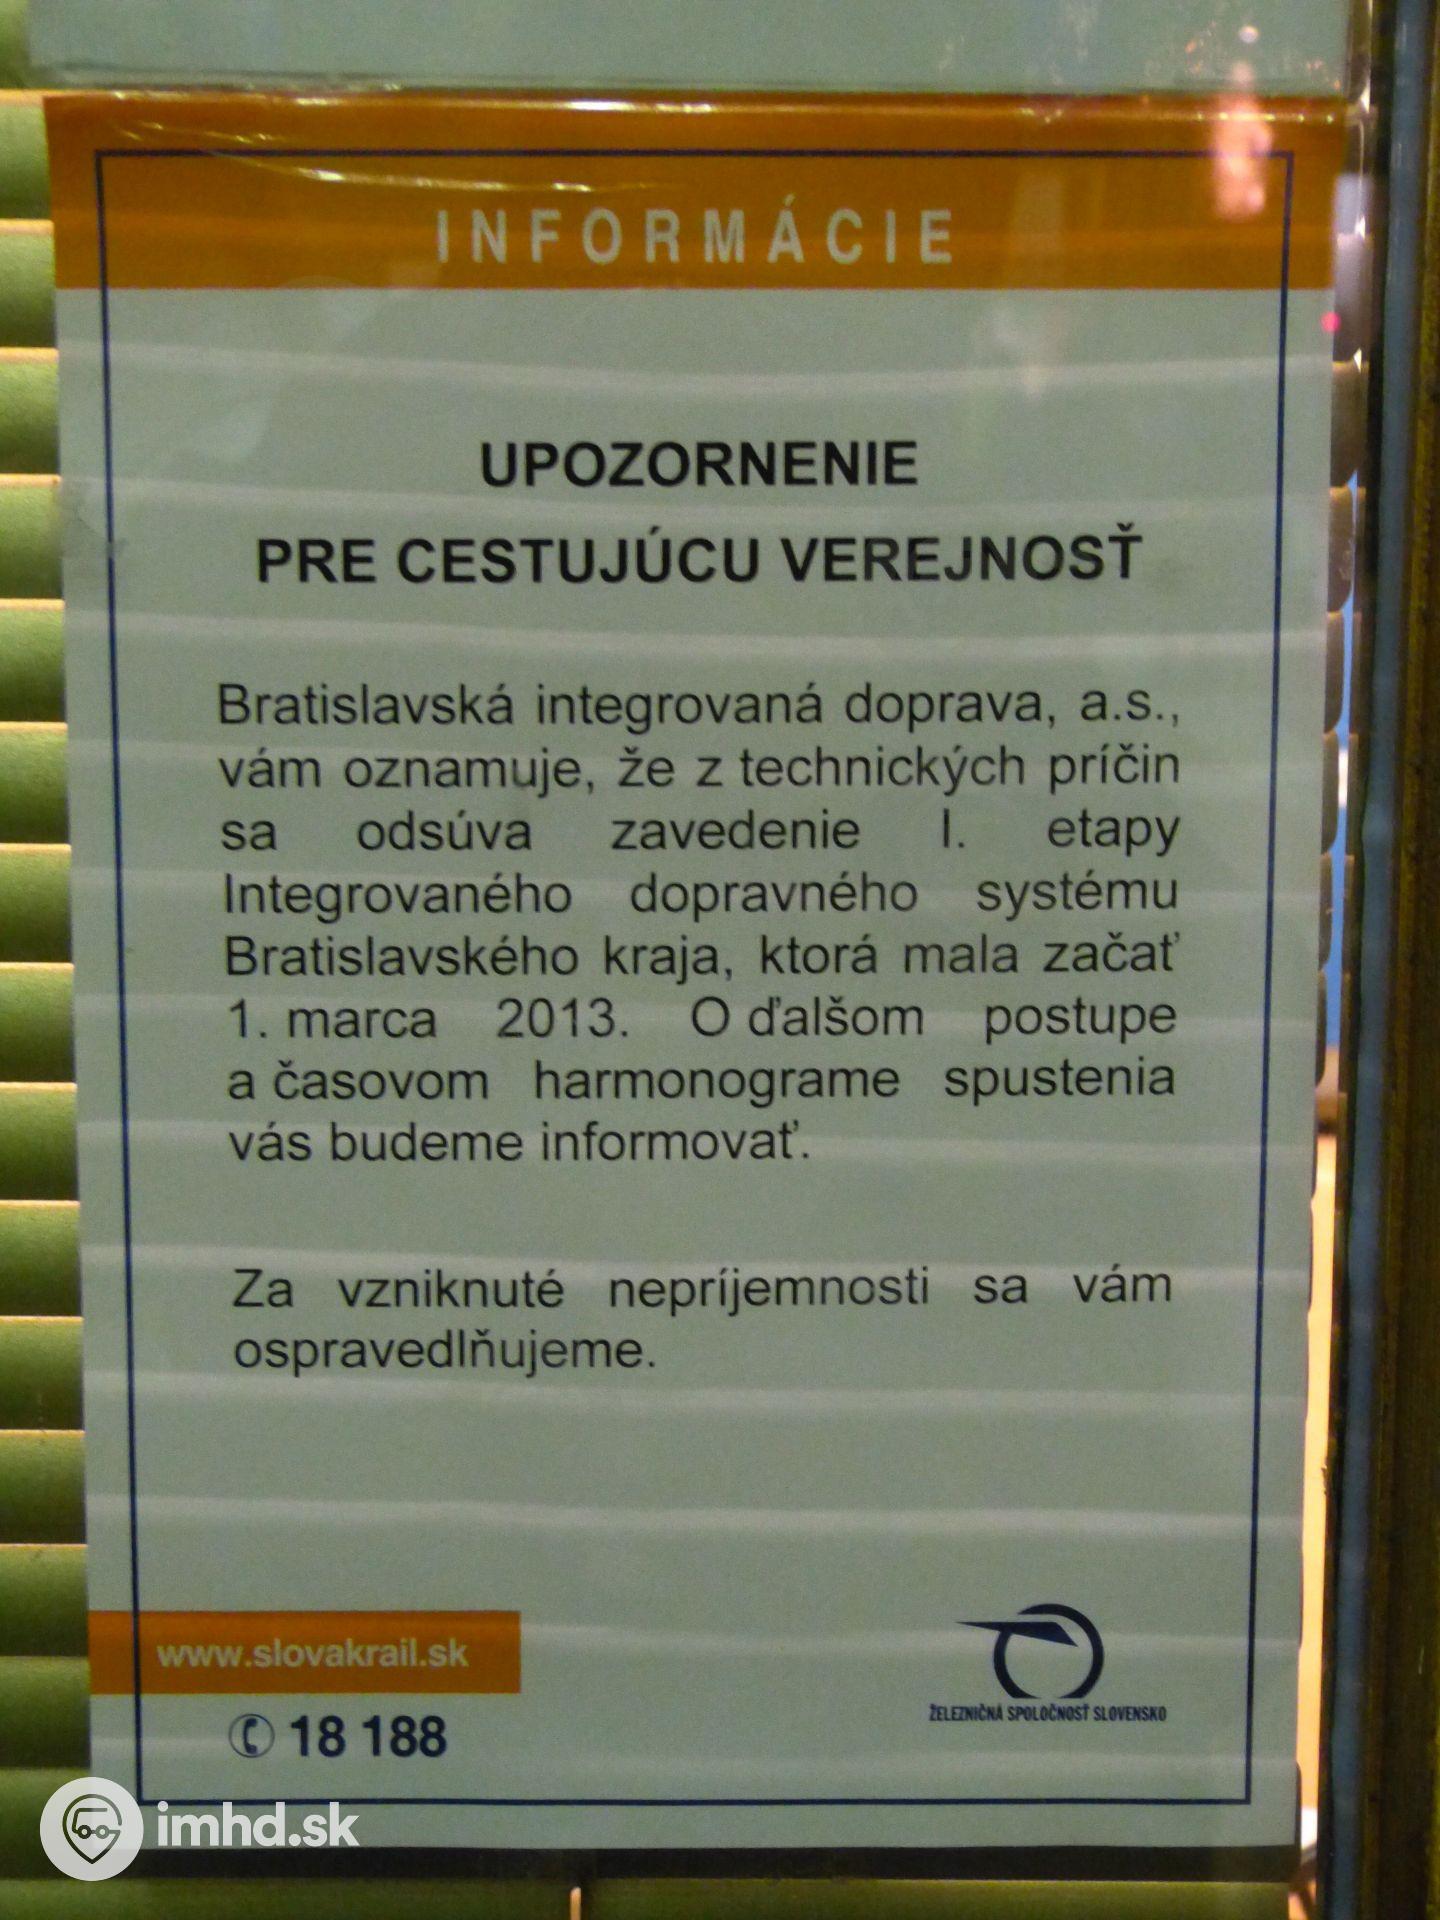 INFORMÁCIE
UPOZORNENIE
PRE CESTUJÚCU VEREJNOSŤ
Bratislavská integrovaná doprava, a.s.,
vám oznamuje, že z technických príčin
sa odsúva zavedenie I. etapy
Integrovaného dopravného systému
Bratislavského kraja, ktorá mala začať
1. marca 2013. O ďalšom postupe
a časovom harmonograme spustenia
vás budeme informovať.
Za vzniknuté nepríjemnosti sa vám
ospravedlňujeme.
www.slovakrail.sk
ŽELEZNIČNÁ SPOLOČNOSŤ SLOVENSKO
✆ 18 188
imhd.sk